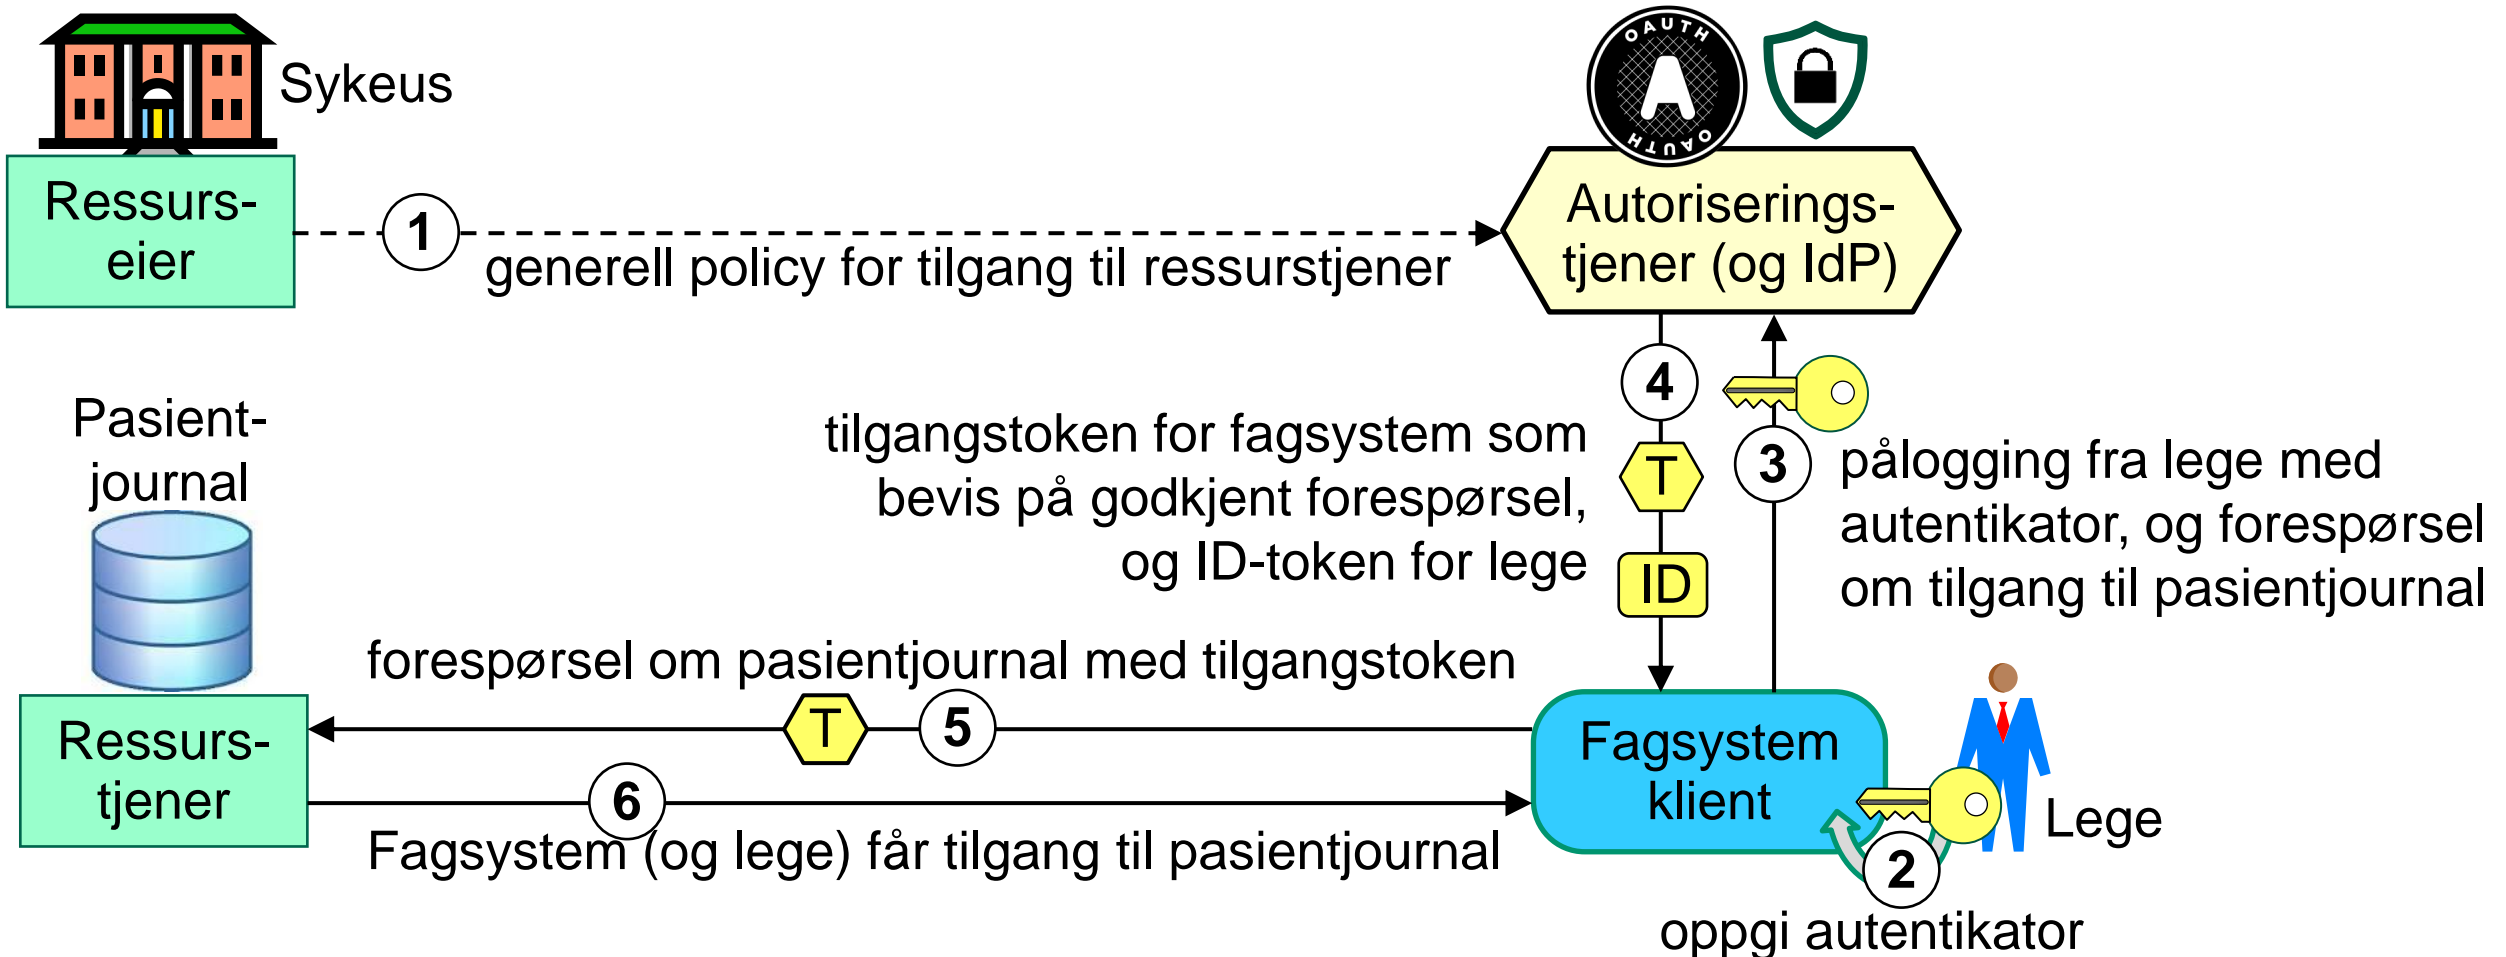 Sykeus
OAUTH
OAUTH
Ressurs-
eier
1
generell policy for tilgang til ressurstjener
Autoriserings-
tjener (og IdP)
Pasient-
journal
4
tilgangstoken for fagsystem som
bevis på godkjent forespørsel,
og ID-token for lege
T
ID
3
pålogging fra lege med
autentikator, og forespørsel
om tilgang til pasientjournal
forespørsel om pasientjournal med tilgangstoken
T
5
Ressurs-
tjener
6
Fagsystem (og lege) får tilgang til pasientjournal
Fagsystem
klient
Lege
2
oppgi autentikator